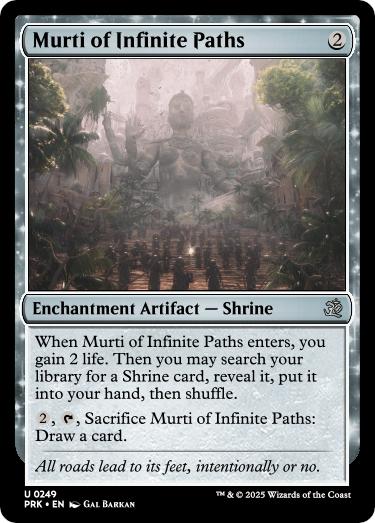 Murti of Infinite Paths 2
Enchantment Artifact — Shrine
When Murti of Infinite Paths enters, you
gain 2 life. Then you may search your
library for a Shrine card, reveal it, put it
into your hand, then shuffle.
2, , Sacrifice Murti of Infinite Paths:
Draw a card.
All roads lead to its feet, intentionally or no.
U 0249
PRK • EN Gal Barkan
™ & © 2025 Wizards of the Coast